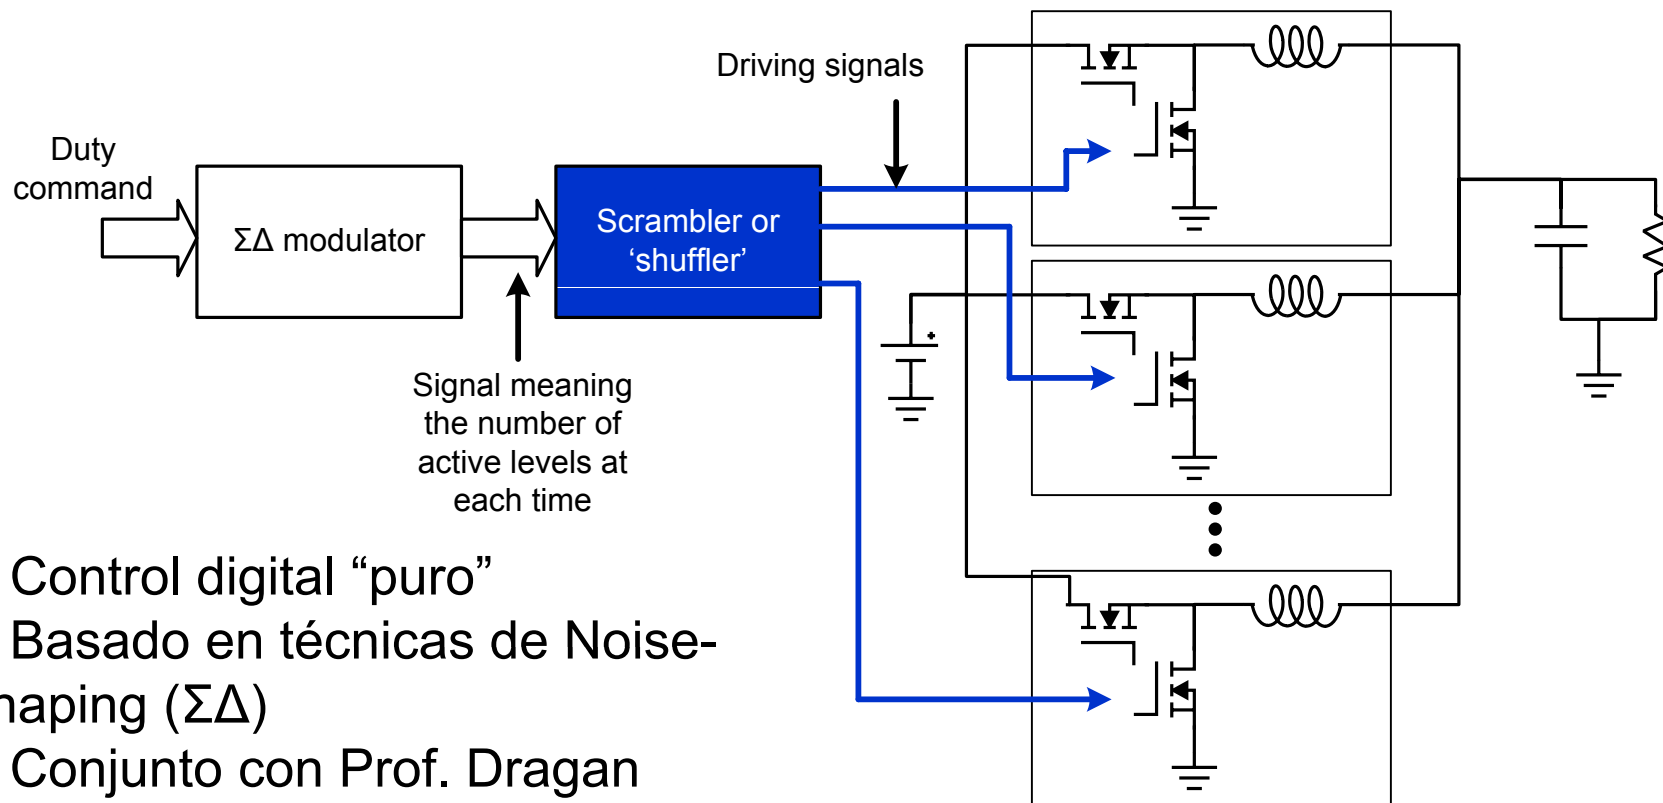 Driving signals
Duty
command
ΣΔ modulator
Scrambler or
‘shuffler’
Signal meaning
the number of
active levels at
each time
Control digital “puro”
Basado en técnicas de Noise-
haping (ΣΔ)
Conjunto con Prof. Dragan